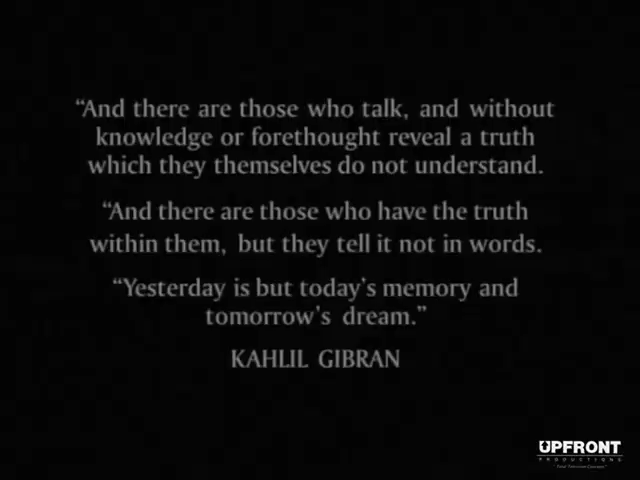 “And there are those who talk, and without
knowledge or forethought reveal a truth
which they themselves do not understand.
“And there are those who have the truth
within them, but they tell it not in words.
“Yesterday is but today's memory and
tomorrow's dream.”
KAHLIL GIBRAN
UPFRONT
PRODUCTIONS